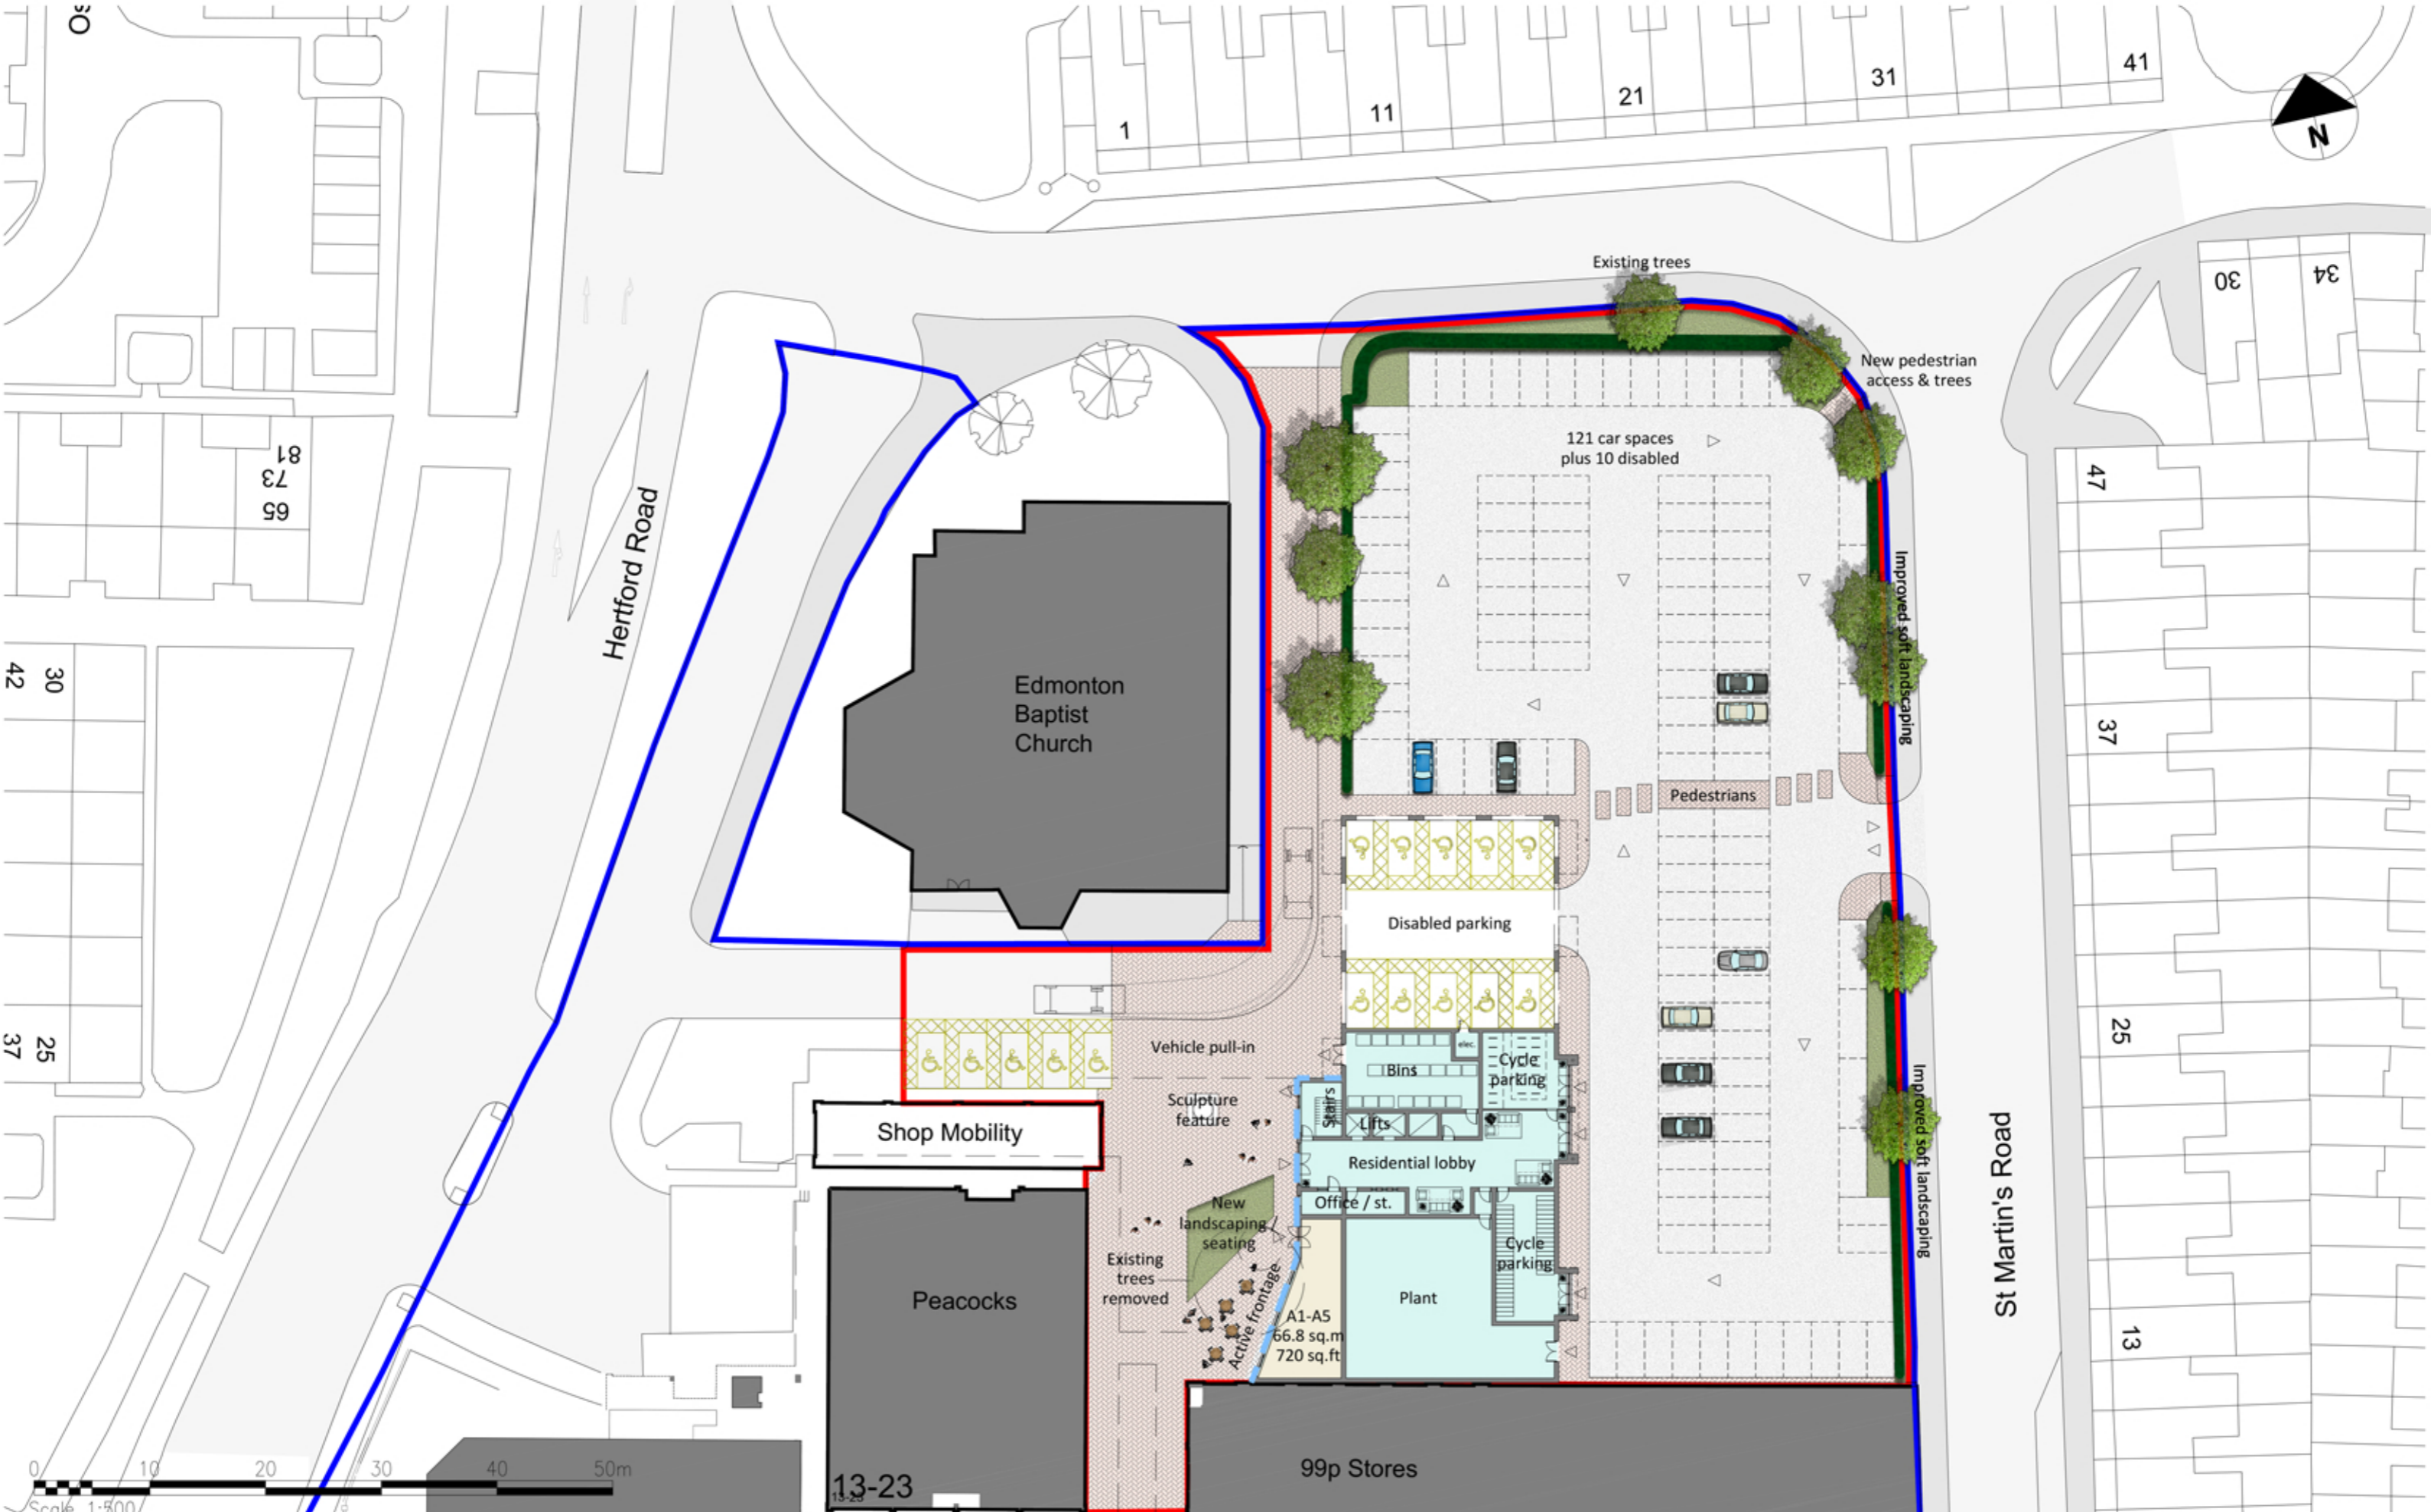 1
11
21
31
41
N
Existing trees
30
34
New pedestrian
access & trees
121 car spaces
plus 10 disabled
81
73
65
47
Hertford Road
Improved soft landscaping
42
30
Edmonton
Baptist
Church
37
Pedestrians
Disabled parking
37
25
Vehicle pull-in
elec.
Bins
Cycle
parking
25
Stairs
Sculpture
feature
Lifts
Shop Mobility
Residential lobby
Improved soft landscaping
St Martin's Road
Office / st.
New
landscaping /
seating
Existing
trees
removed
Cycle
parking
Peacocks
Active frontage
Plant
A1-A5
66.8 sq.m
720 sq.ft
13
99p Stores
0 10 20 30 40 50m
Scale 1:500
13-23
13-23